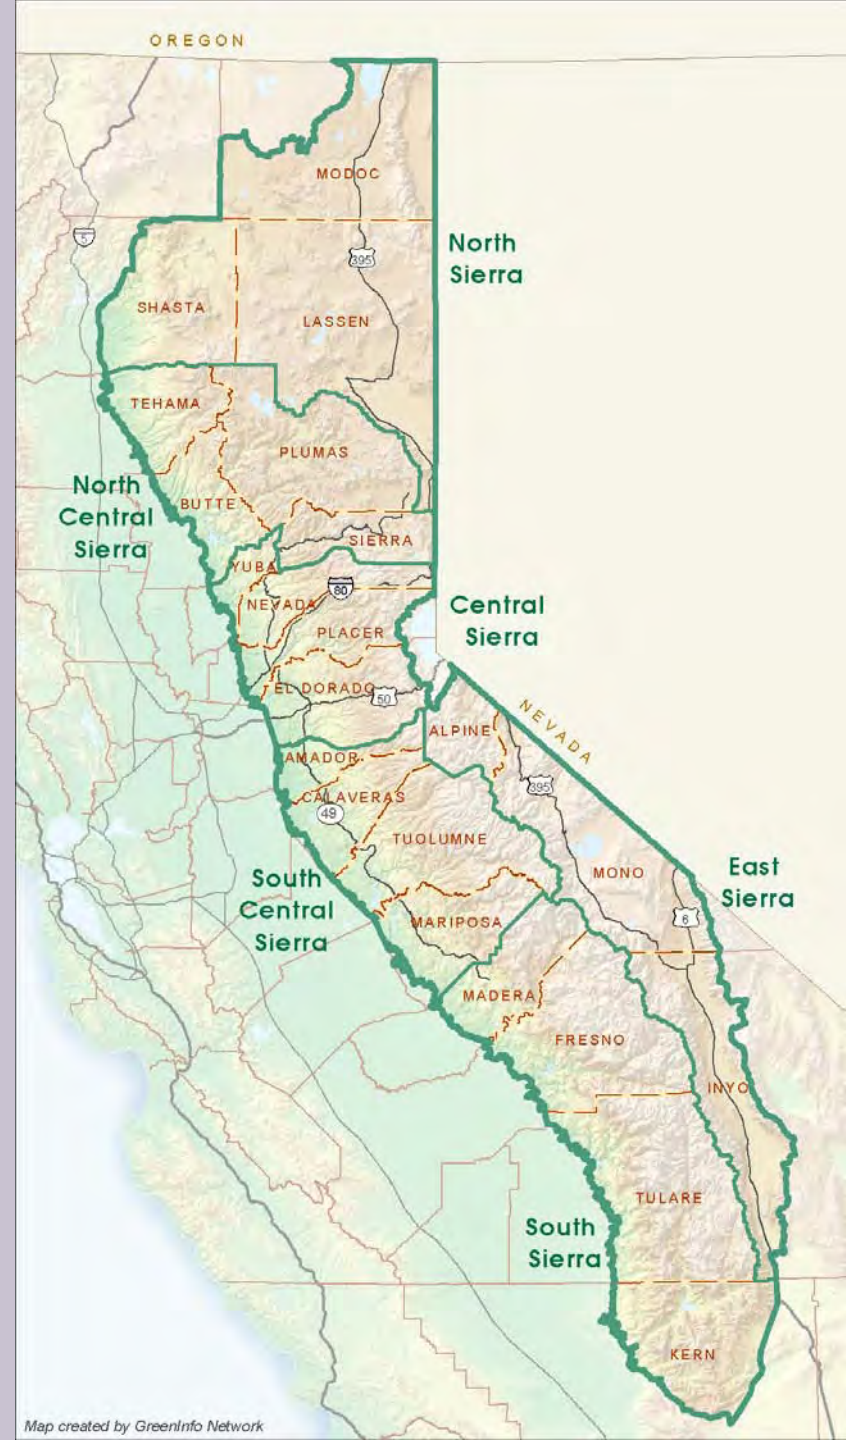 OREGON
MODOC
North
Sierra
5
395
SHASTA
LASSEN
TEHAMA
PLUMAS
North
Central
Sierra
BUTTE
SIERRA
YUBA
80
NEVADA
Central
Sierra
PLACER
EL DORADO
50
NEVADA
ALPINE
AMADOR
395
CALAVERAS
49
TUOLUMNE
MONO
East
Sierra
South
Central
Sierra
6
MARIPOSA
MADERA
FRESNO
INYO
TULARE
South
Sierra
KERN
Map created by GreenInfo Network